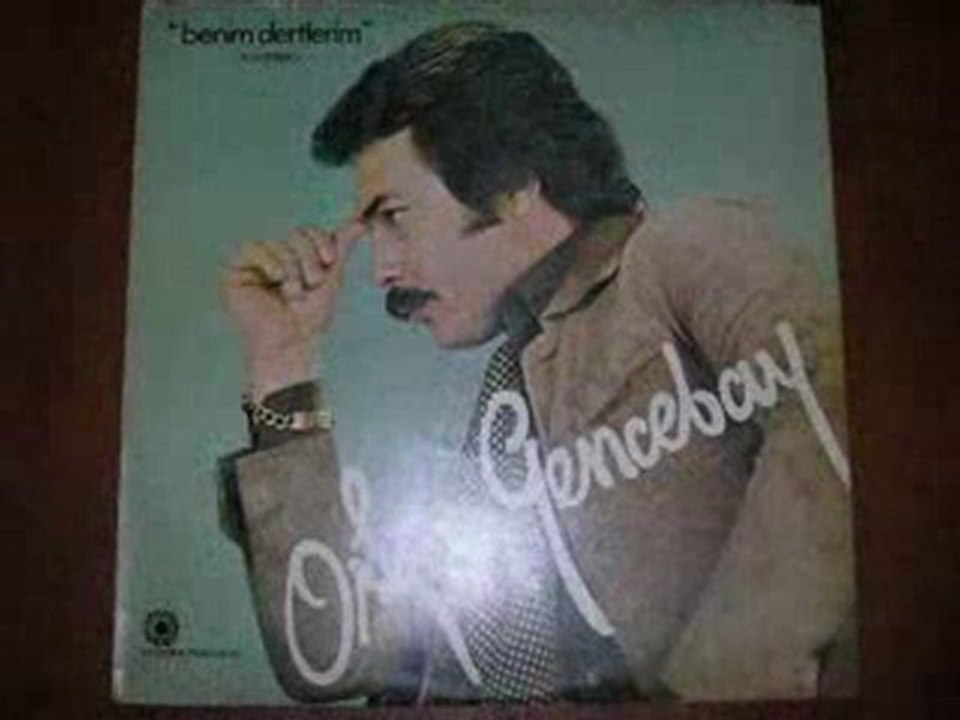 "benim dertlerim"
Orhan Gencebay